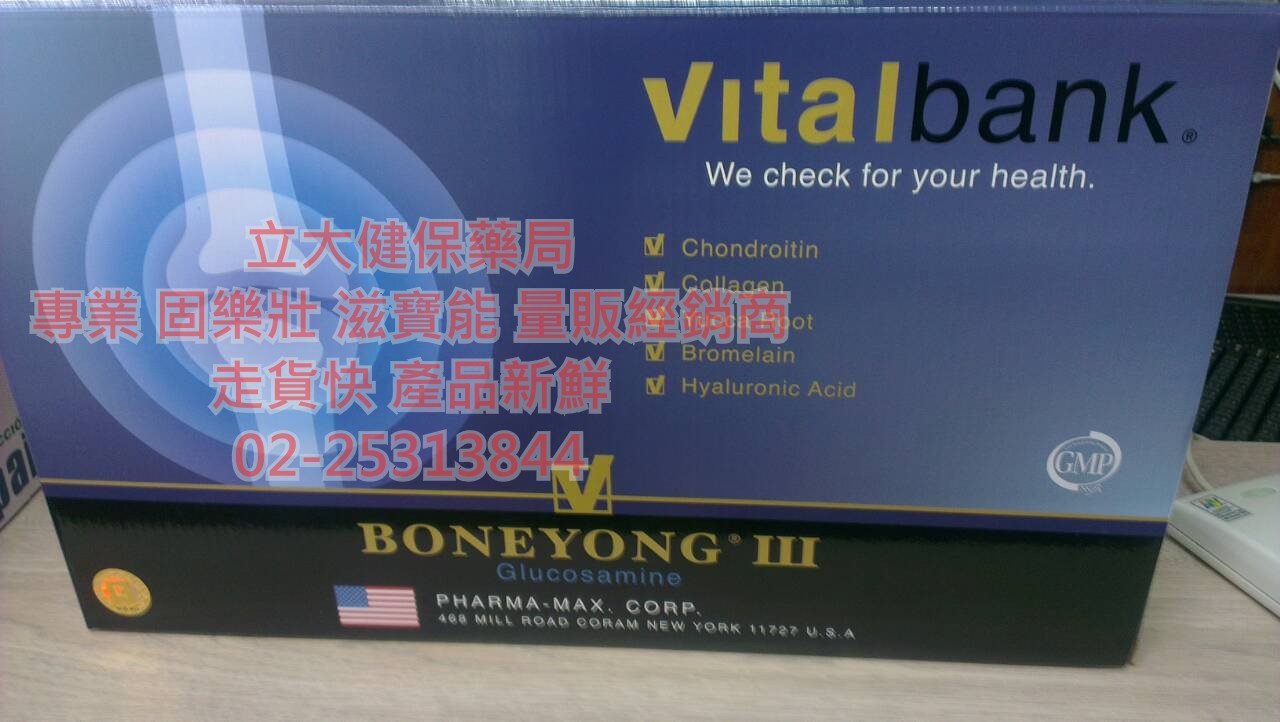 Vitalbank®
We check for your health.
Chondroitin
Collagen
Yucca Root
Bromelain
Hyaluronic Acid
立大健保藥局
專業 固樂壯 滋寶能 量販經銷商
走貨快 產品新鮮
02-25313844
GMP
BONEYONG® III
Glucosamine
PHARMA-MAX. CORP.
468 MILL ROAD CORAM NEW YORK 11727 U.S.A